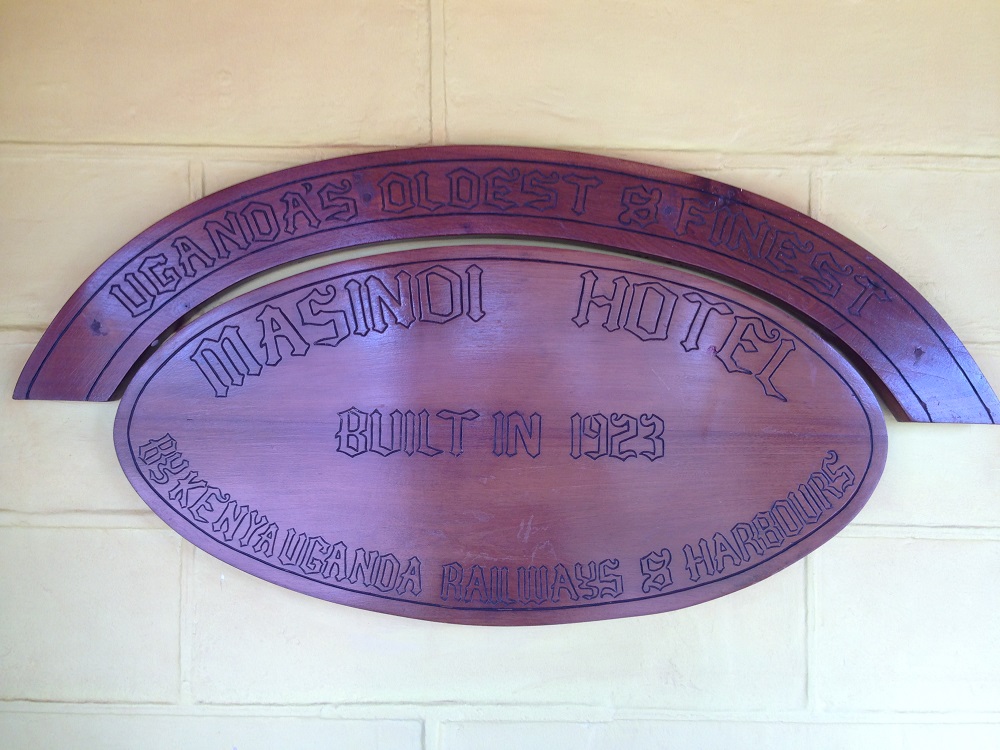 UGANDA'S OLDEST & FINEST
MASINDI HOTEL
BUILT IN 1923
BY KENYA UGANDA RAILWAYS & HARBOURS